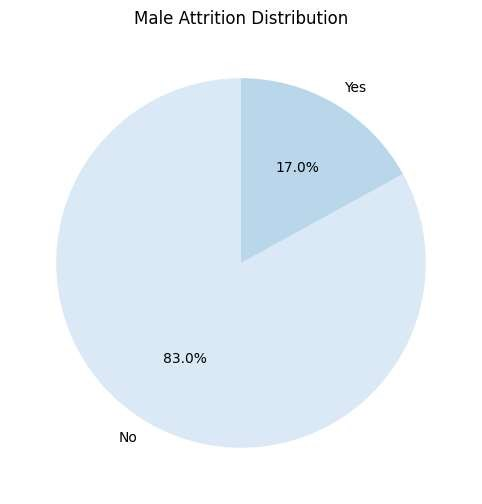 Male Attrition Distribution
Yes
17.0%
83.0%
No